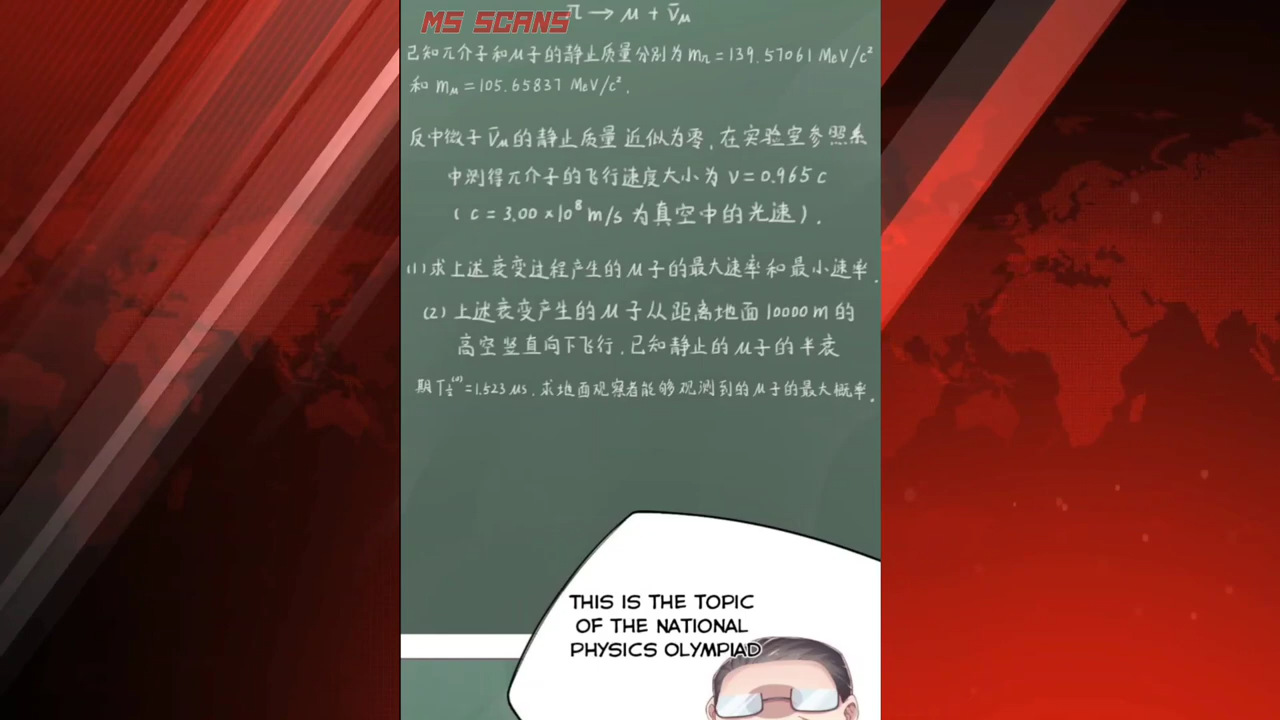 MS SCANS
π → μ + ν̄μ
已知π介子和μ子的静止质量分别为mπ=139.57061 MeV/c²
和 mμ=105.65837 MeV/c².
反中微子 ν̄μ的静止质量近似为零,在实验室参照系
中测得π介子的飞行速度大小为 v=0.965c
(c=3.00×10⁸ m/s 为真空中的光速).
(1)求上述衰变过程产生的μ子的最大速率和最小速率.
(2)上述衰变产生的μ子从距离地面10000m的
高空竖直向下飞行,已知静止的μ子的半衰
期T½⁽⁰⁾=1.523μs,求地面观察者能够观测到的μ子的最大概率.
THIS IS THE TOPIC
OF THE NATIONAL
PHYSICS OLYMPIAD